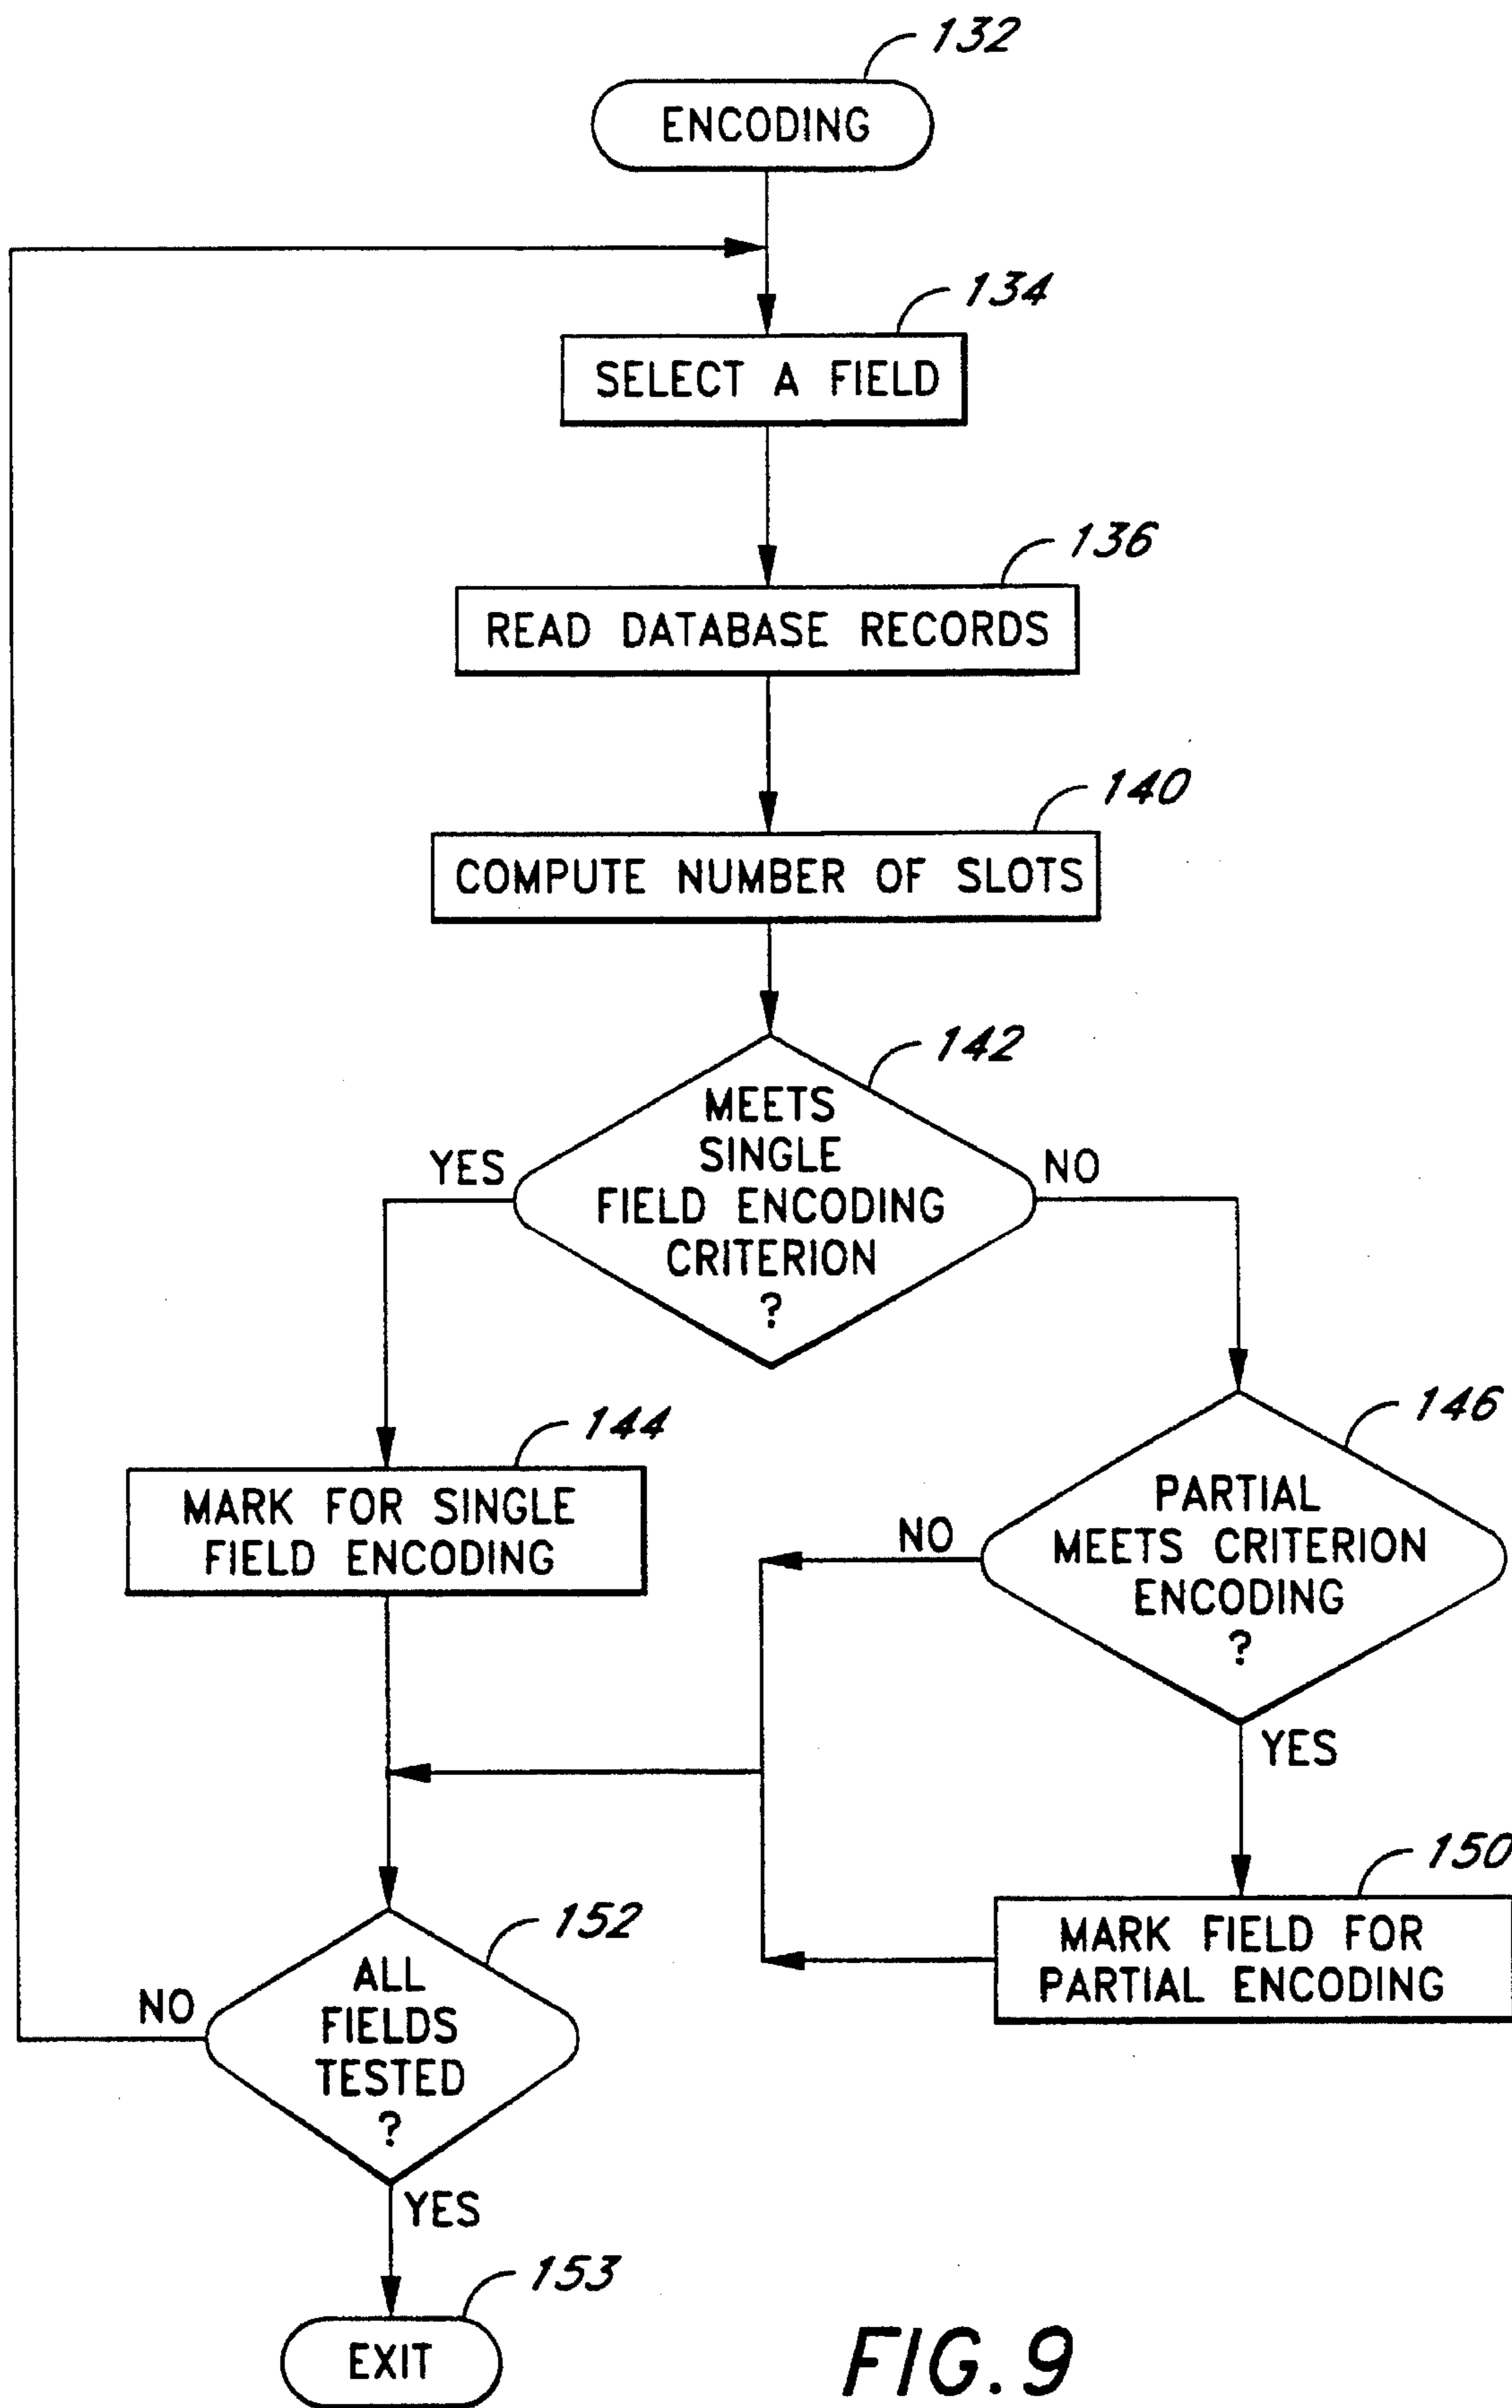 132
ENCODING
134
SELECT A FIELD
136
READ DATABASE RECORDS
140
COMPUTE NUMBER OF SLOTS
142
MEETS
SINGLE
FIELD ENCODING
CRITERION
?
YES
NO
144
MARK FOR SINGLE
FIELD ENCODING
146
PARTIAL
MEETS CRITERION
ENCODING
?
NO
YES
150
MARK FIELD FOR
PARTIAL ENCODING
152
ALL
FIELDS
TESTED
?
NO
YES
153
EXIT
FIG. 9